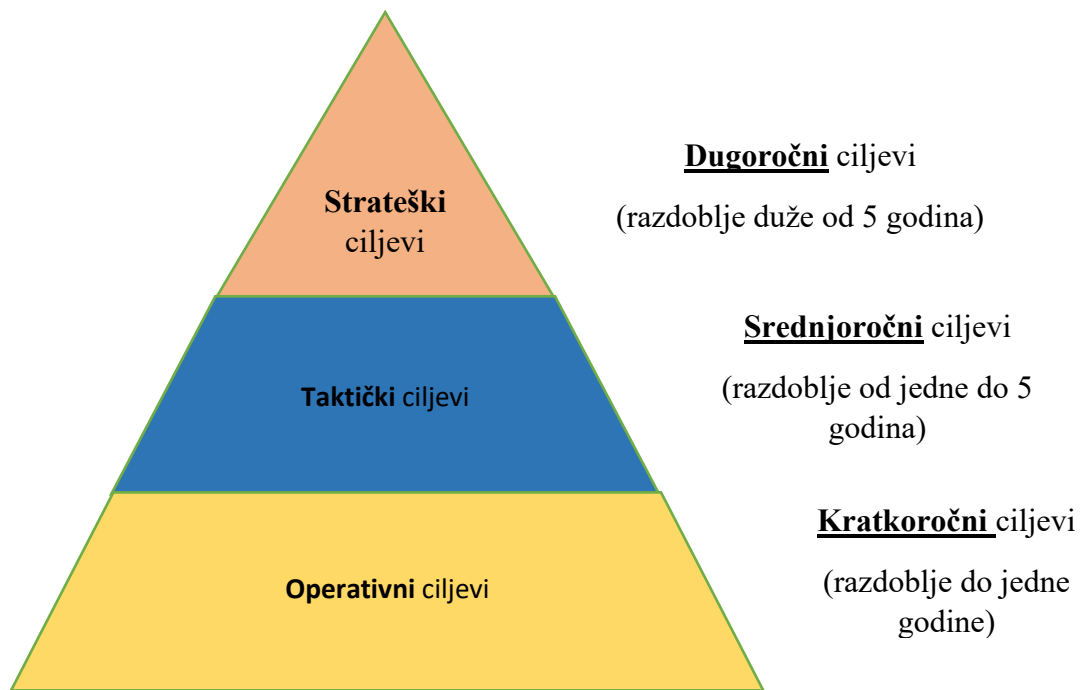 Strateški
ciljevi
Dugoročni ciljevi
(razdoblje duže od 5 godina)
Taktički ciljevi
Srednjoročni ciljevi
(razdoblje od jedne do 5
godina)
Operativni ciljevi
Kratkoročni ciljevi
(razdoblje do jedne
godine)